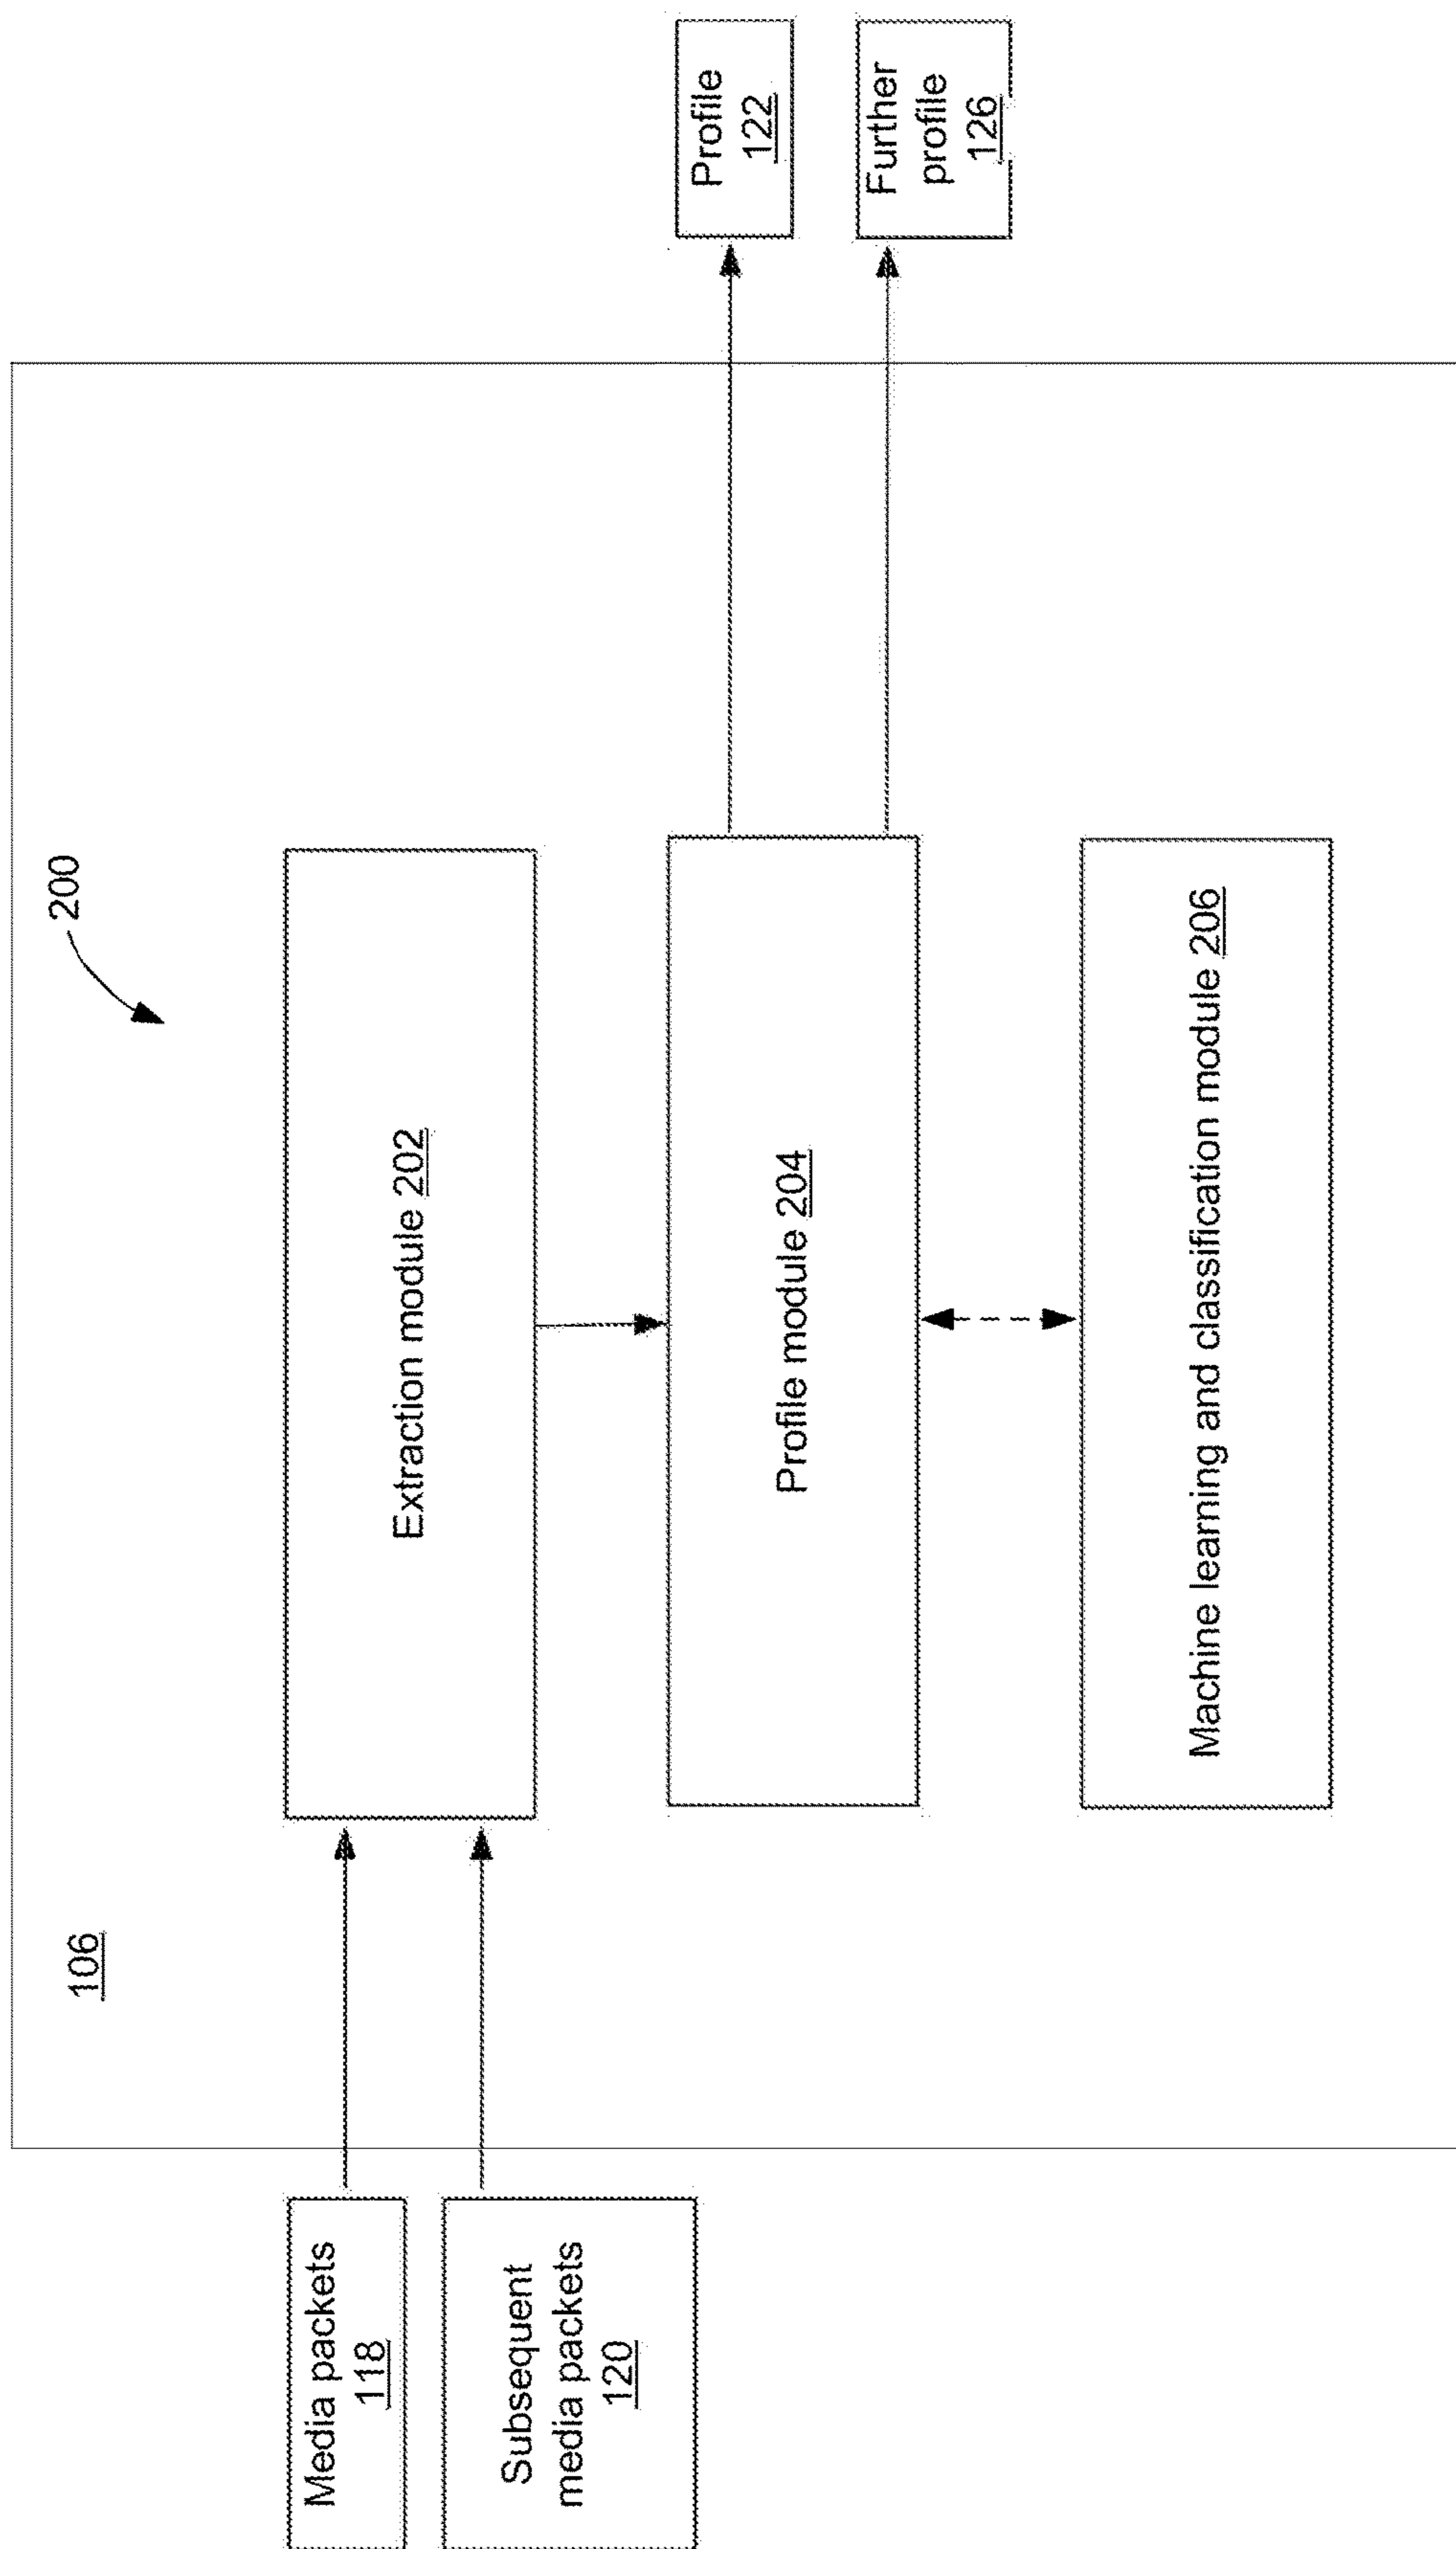 200
106
Media packets
118
Subsequent
media packets
120
Extraction module 202
Profile module 204
Machine learning and classification module 206
Profile
122
Further
profile
126